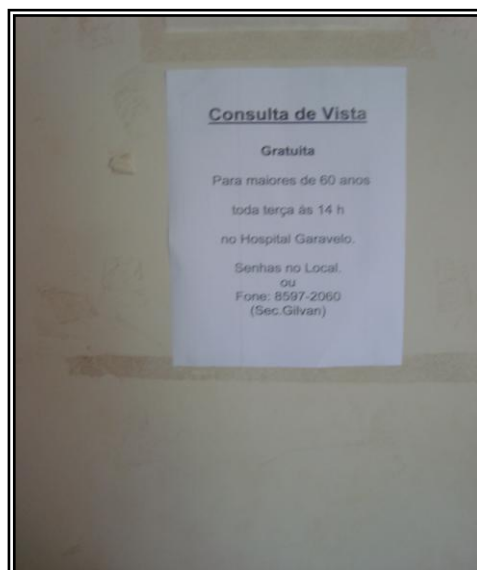 Consulta de Vista
Gratuita
Para maiores de 60 anos
toda terça às 14 h
no Hospital Garavelo.
Senhas no Local.
ou
Fone: 8597-2060
(Sec.Gilvan)